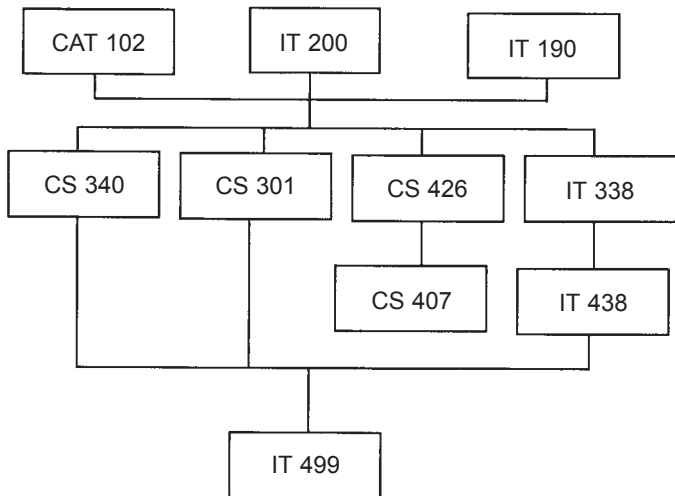 CAT 102
IT 200
IT 190
CS 340
CS 301
CS 426
IT 338
CS 407
IT 438
IT 499